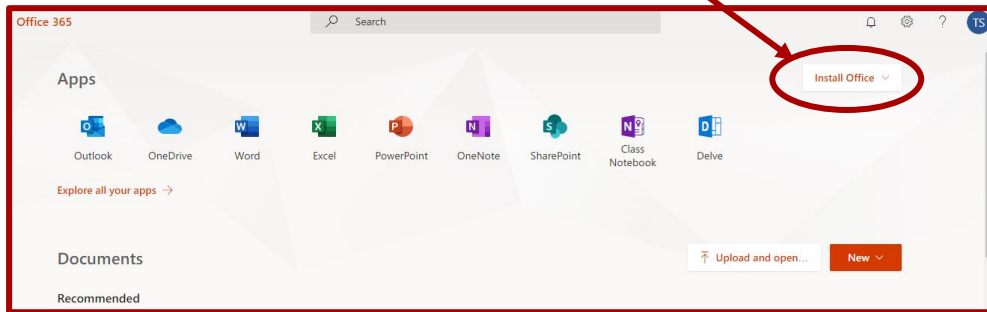 Office 365
Search
?
TS
Apps
Install Office
Outlook
OneDrive
Word
Excel
PowerPoint
OneNote
SharePoint
Class
Notebook
Delve
Explore all your apps →
Documents
Upload and open...
New
Recommended